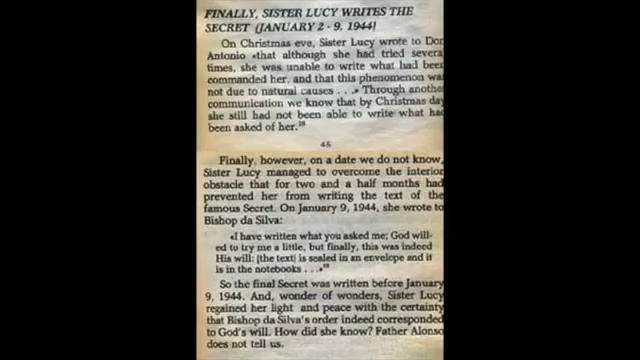 FINALLY, SISTER LUCY WRITES THE
SECRET (JANUARY 2 - 9, 1944)
On Christmas eve, Sister Lucy wrote to Don
Antonio «that although she had tried severa
times, she was unable to write what had been
commanded her, and that this phenomenon wa
not due to natural causes . . .» Through anothe
communication we know that by Christmas day
she still had not been able to write what had
been asked of her.
46
Finally, however, on a date we do not know,
Sister Lucy managed to overcome the interior
obstacle that for two and a half months had
prevented her from writing the text of the
famous Secret. On January 9, 1944, she wrote to
Bishop da Silva:
«I have written what you asked me; God will-
ed to try me a little, but finally, this was indeed
His will: (the text) is sealed in an envelope and it
is in the notebooks . . .»
So the final Secret was written before January
9, 1944. And, wonder of wonders, Sister Lucy
regained her light and peace with the certainty
that Bishop da Silva's order indeed corresponded
to God's will. How did she know? Father Alonso
does not tell us.